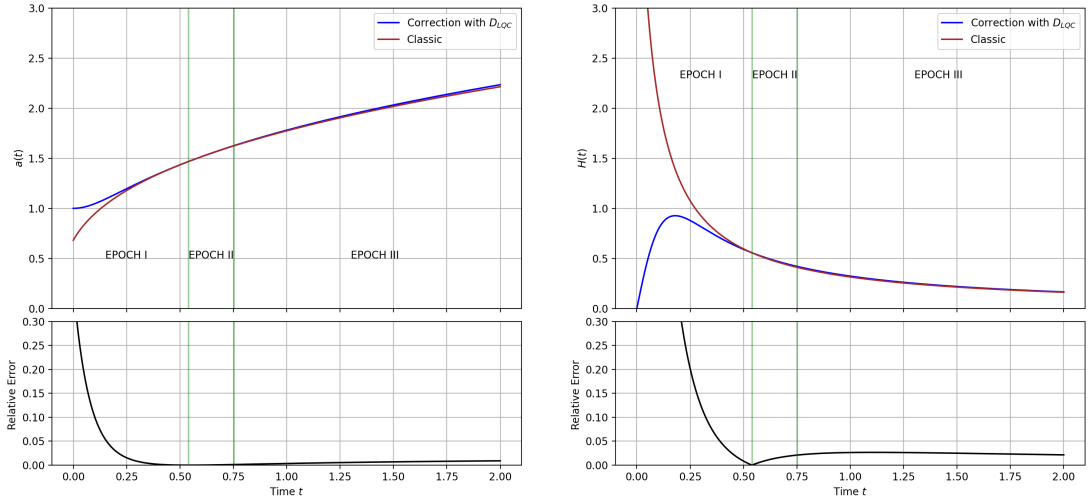 3.0
2.5
2.0
1.5
1.0
0.5
0.0
a(t)
Correction with D_LQC
Classic
EPOCH I
EPOCH II
EPOCH III
0.30
0.25
0.20
0.15
0.10
0.05
0.00
Relative Error
0.00 0.25 0.50 0.75 1.00 1.25 1.50 1.75 2.00
Time t
3.0
2.5
2.0
1.5
1.0
0.5
0.0
H(t)
Correction with D_LQC
Classic
EPOCH I
EPOCH II
EPOCH III
0.30
0.25
0.20
0.15
0.10
0.05
0.00
Relative Error
0.00 0.25 0.50 0.75 1.00 1.25 1.50 1.75 2.00
Time t